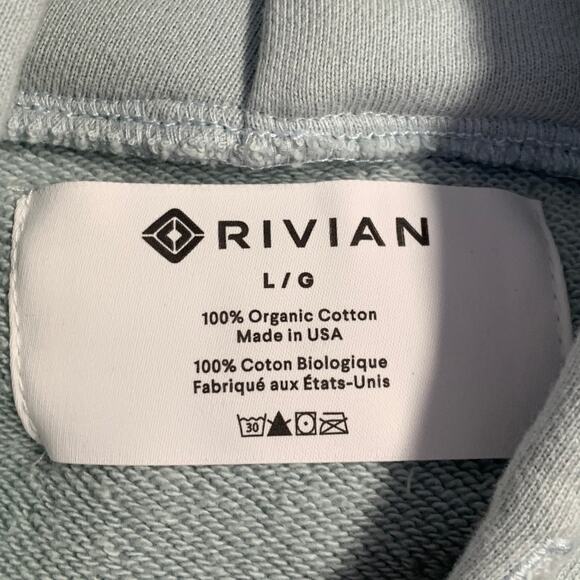 RIVIAN
L / G
100% Organic Cotton
Made in USA
100% Coton Biologique
Fabriqué aux États-Unis
30